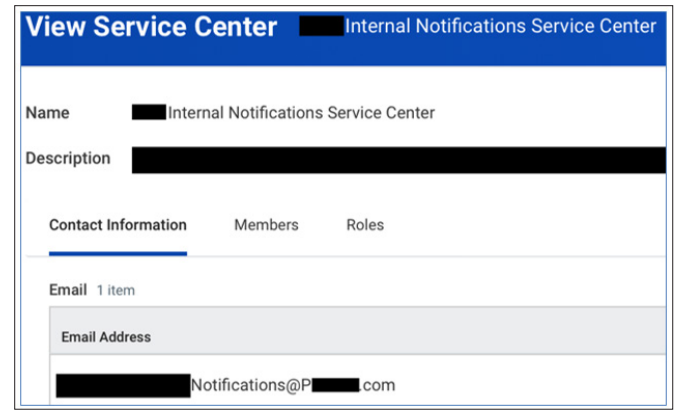 View Service Center Internal Notifications Service Center
Name Internal Notifications Service Center
Description
Contact Information Members Roles
Email 1 item
Email Address
Notifications@P .com